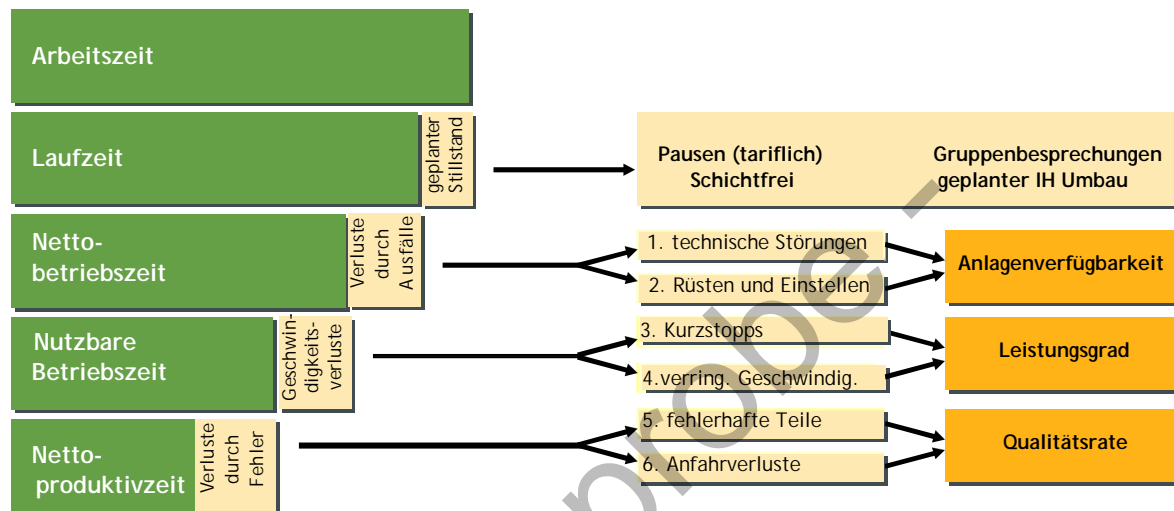 Arbeitszeit
Laufzeit
geplanter
Stillstand
Pausen (tariflich)
Schichtfrei
Gruppenbesprechungen
geplanter IH Umbau
Netto-
betriebszeit
Verluste
durch
Ausfälle
1. technische Störungen
2. Rüsten und Einstellen
Anlagenverfügbarkeit
Nutzbare
Betriebszeit
Geschwin-
digkeits-
verluste
3. Kurzstopps
4.verring. Geschwindig.
Leistungsgrad
Netto-
produktivzeit
Verluste
durch
Fehler
5. fehlerhafte Teile
6. Anfahrverluste
Qualitätsrate
probe -